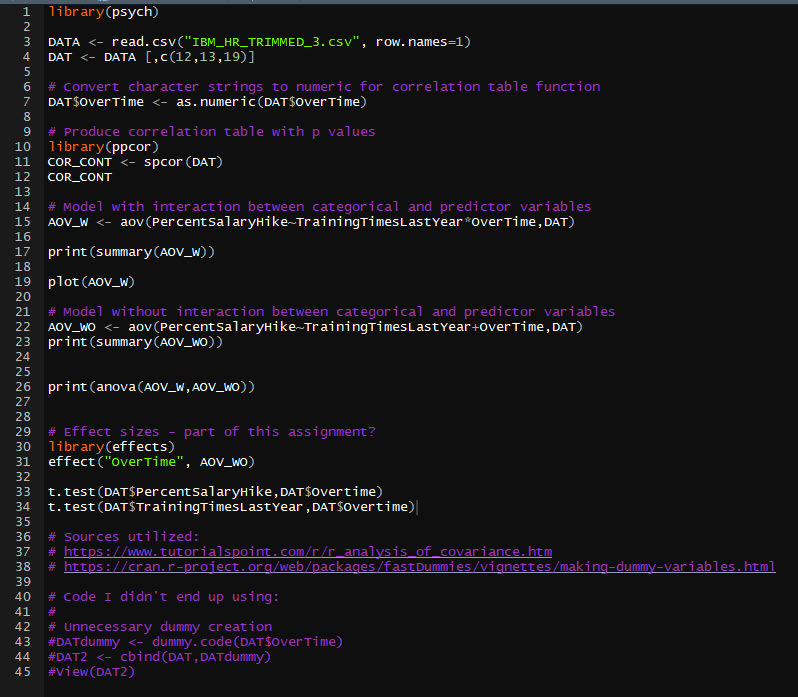 1 library(psych)
2
3 DATA <- read.csv("IBM_HR_TRIMMED_3.csv", row.names=1)
4 DAT <- DATA [,c(12,13,19)]
5
6 # Convert character strings to numeric for correlation table function
7 DAT$OverTime <- as.numeric(DAT$OverTime)
8
9 # Produce correlation table with p values
10 library(ppcor)
11 COR_CONT <- spcor(DAT)
12 COR_CONT
13
14 # Model with interaction between categorical and predictor variables
15 AOV_W <- aov(PercentSalaryHike~TrainingTimesLastYear*OverTime,DAT)
16
17 print(summary(AOV_W))
18
19 plot(AOV_W)
20
21 # Model without interaction between categorical and predictor variables
22 AOV_WO <- aov(PercentSalaryHike~TrainingTimesLastYear+OverTime,DAT)
23 print(summary(AOV_WO))
24
25
26 print(anova(AOV_W,AOV_WO))
27
28
29 # Effect sizes - part of this assignment?
30 library(effects)
31 effect("OverTime", AOV_WO)
32
33 t.test(DAT$PercentSalaryHike,DAT$Overtime)
34 t.test(DAT$TrainingTimesLastYear,DAT$Overtime)
35
36 # Sources utilized:
37 # https://www.tutorialspoint.com/r/r_analysis_of_covariance.htm
38 # https://cran.r-project.org/web/packages/fastDummies/vignettes/making-dummy-variables.html
39
40 # Code I didn't end up using:
41 #
42 # Unnecessary dummy creation
43 #DATdummy <- dummy.code(DAT$OverTime)
44 #DAT2 <- cbind(DAT,DATdummy)
45 #View(DAT2)